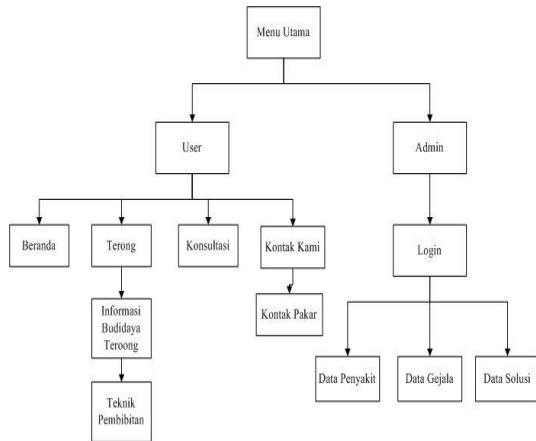 Menu Utama
User
Admin
Beranda
Terong
Konsultasi
Kontak Kami
Login
Informasi
Budidaya
Teroong
Kontak Pakar
Data Penyakit
Data Gejala
Data Solusi
Teknik
Pembibitan